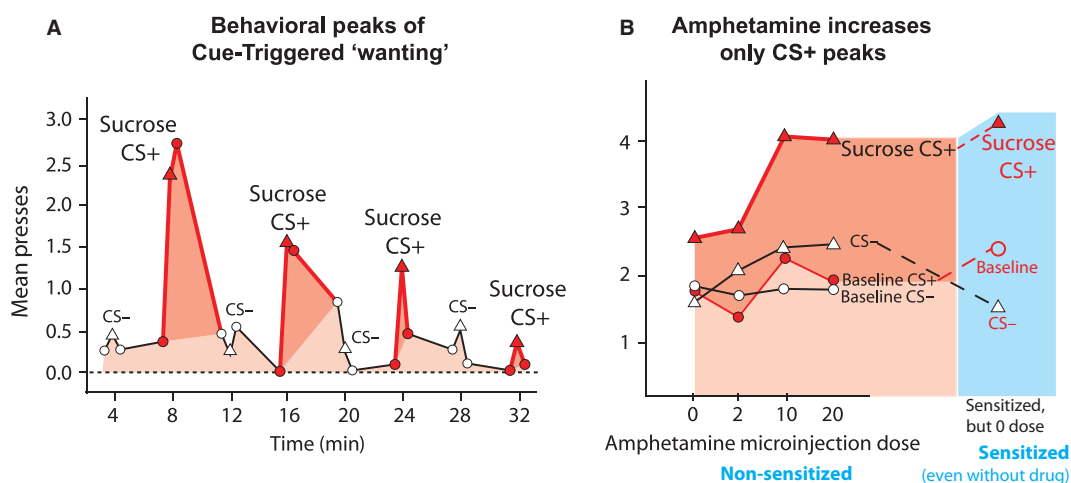 A
Behavioral peaks of
Cue-Triggered ‘wanting’
Mean presses
3.0
2.5
2.0
1.5
1.0
0.5
0.0
Sucrose
CS+
CS–
CS–
Sucrose
CS+
CS–
Sucrose
CS+
CS–
Sucrose
CS+
4
8
12
16
20
24
28
32
Time (min)
B
Amphetamine increases
only CS+ peaks
4
3
2
1
Sucrose CS+
CS–
Baseline CS+
Baseline CS–
Sucrose
CS+
Baseline
CS–
0
2
10
20
Amphetamine microinjection dose
Non-sensitized
Sensitized,
but 0 dose
Sensitized
(even without drug)